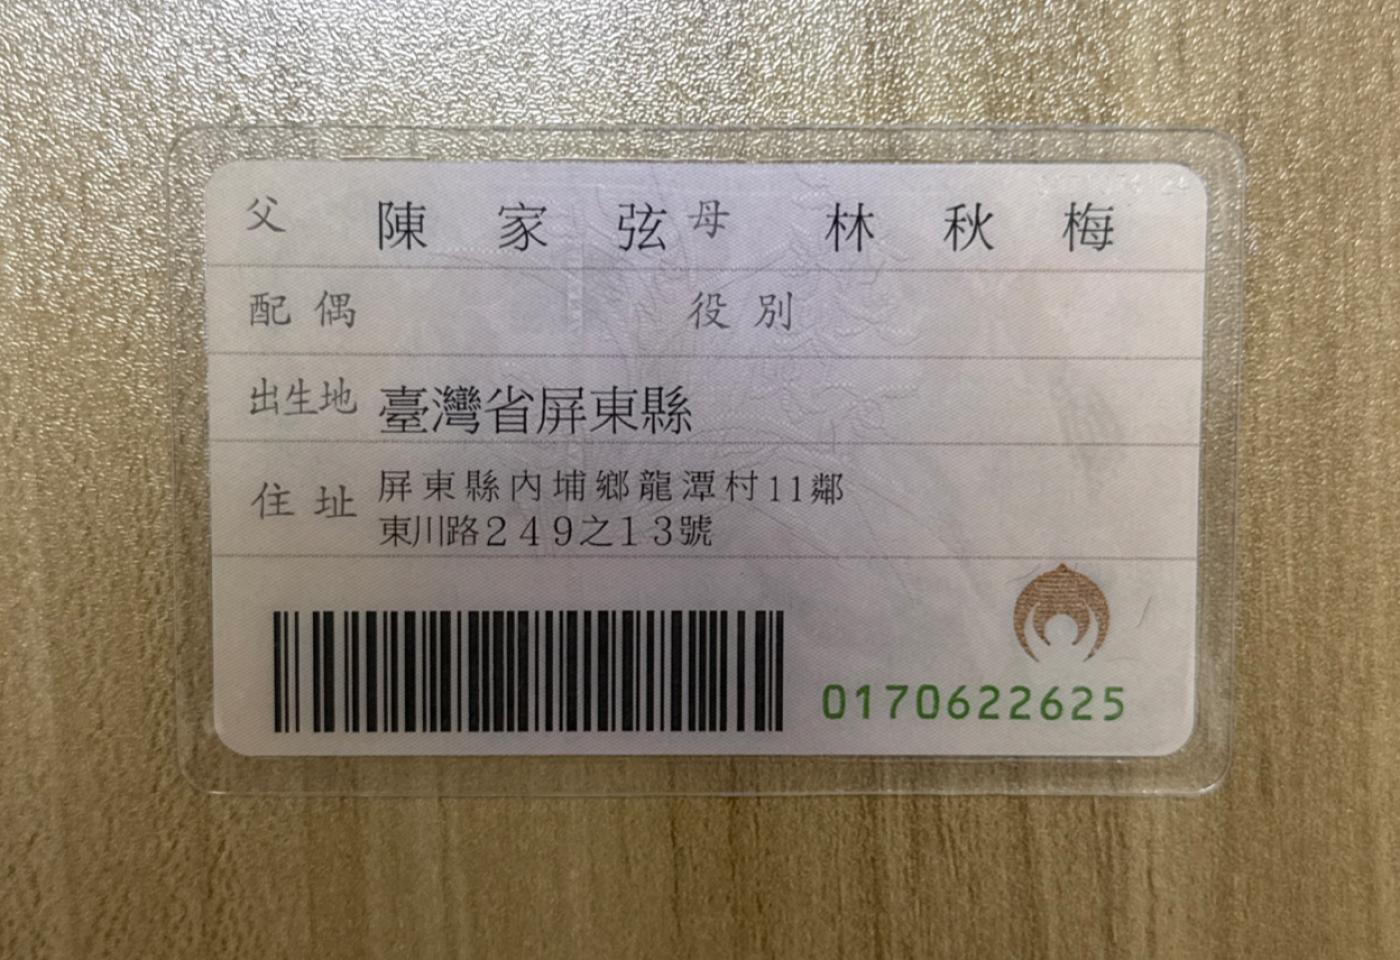 父 陳家弦 母 林秋梅
配偶 役別
出生地 臺灣省屏東縣
住址 屏東縣內埔鄉龍潭村11鄰
東川路249之13號
0170622625